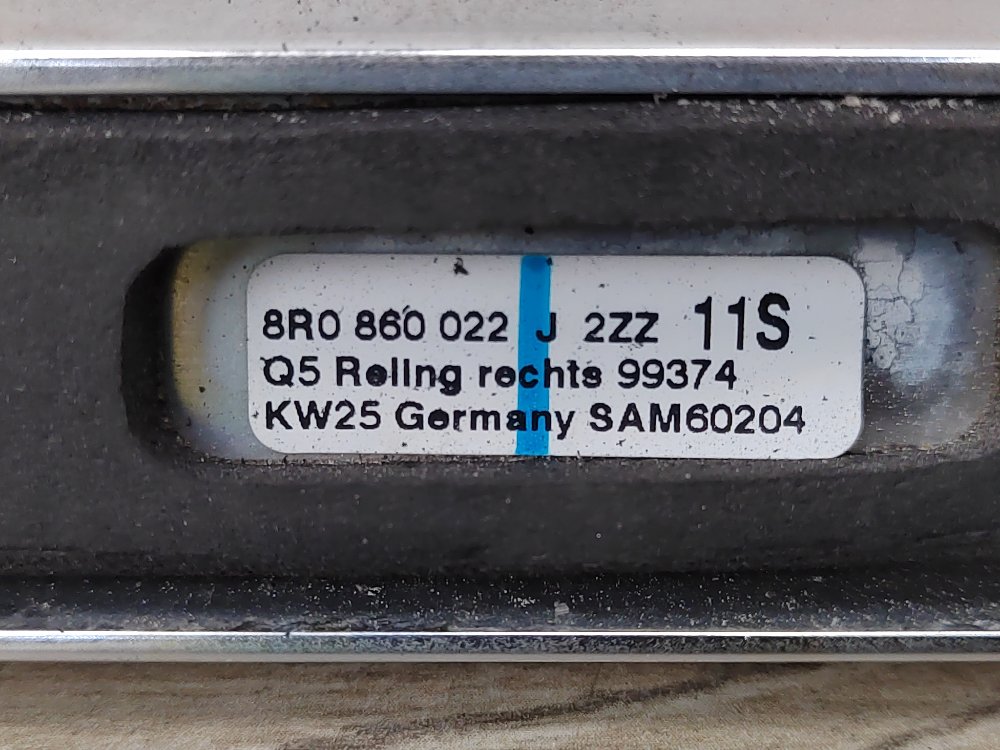 8R0 860 022 J 2ZZ 11S
Q5 Reling rechts 99374
KW25 Germany SAM60204